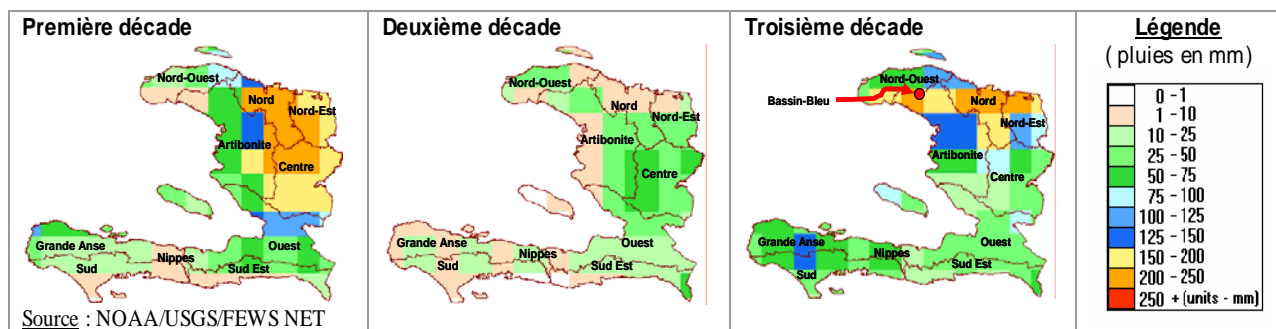 Première décade
Nord-Ouest
Nord
Nord-Est
Artibonite
Centre
Grande Anse
Ouest
Nippes
Sud
Sud Est
Source : NOAA/USGS/FEWS NET
Deuxième décade
Nord-Ouest
Nord
Nord-Est
Artibonite
Centre
Grande Anse
Ouest
Nippes
Sud
Sud Est
Troisième décade
Nord-Ouest
Bassin-Bleu
Nord
Nord-Est
Artibonite
Centre
Grande Anse
Ouest
Nippes
Sud
Sud Est
Légende
( pluies en mm)
0 - 1
1 - 10
10 - 25
25 - 50
50 - 75
75 - 100
100 - 125
125 - 150
150 - 200
200 - 250
250 + (units - mm)